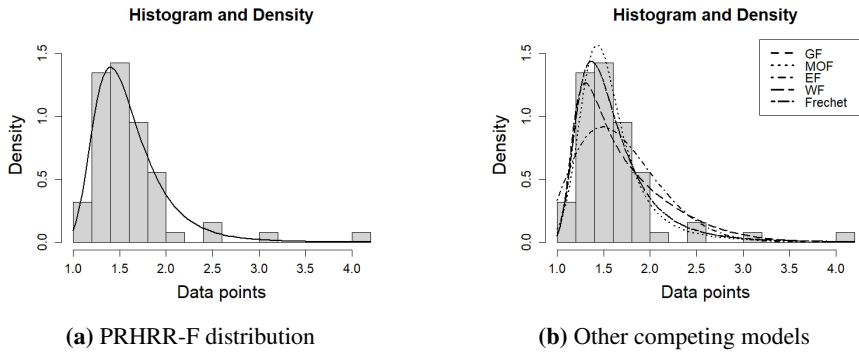 Histogram and Density
Density
0.0 0.5 1.0 1.5
1.0 1.5 2.0 2.5 3.0 3.5 4.0
Data points
(a) PRHRR-F distribution
Histogram and Density
Density
0.0 0.5 1.0 1.5
1.0 1.5 2.0 2.5 3.0 3.5 4.0
Data points
GF
MOF
EF
WF
Frechet
(b) Other competing models